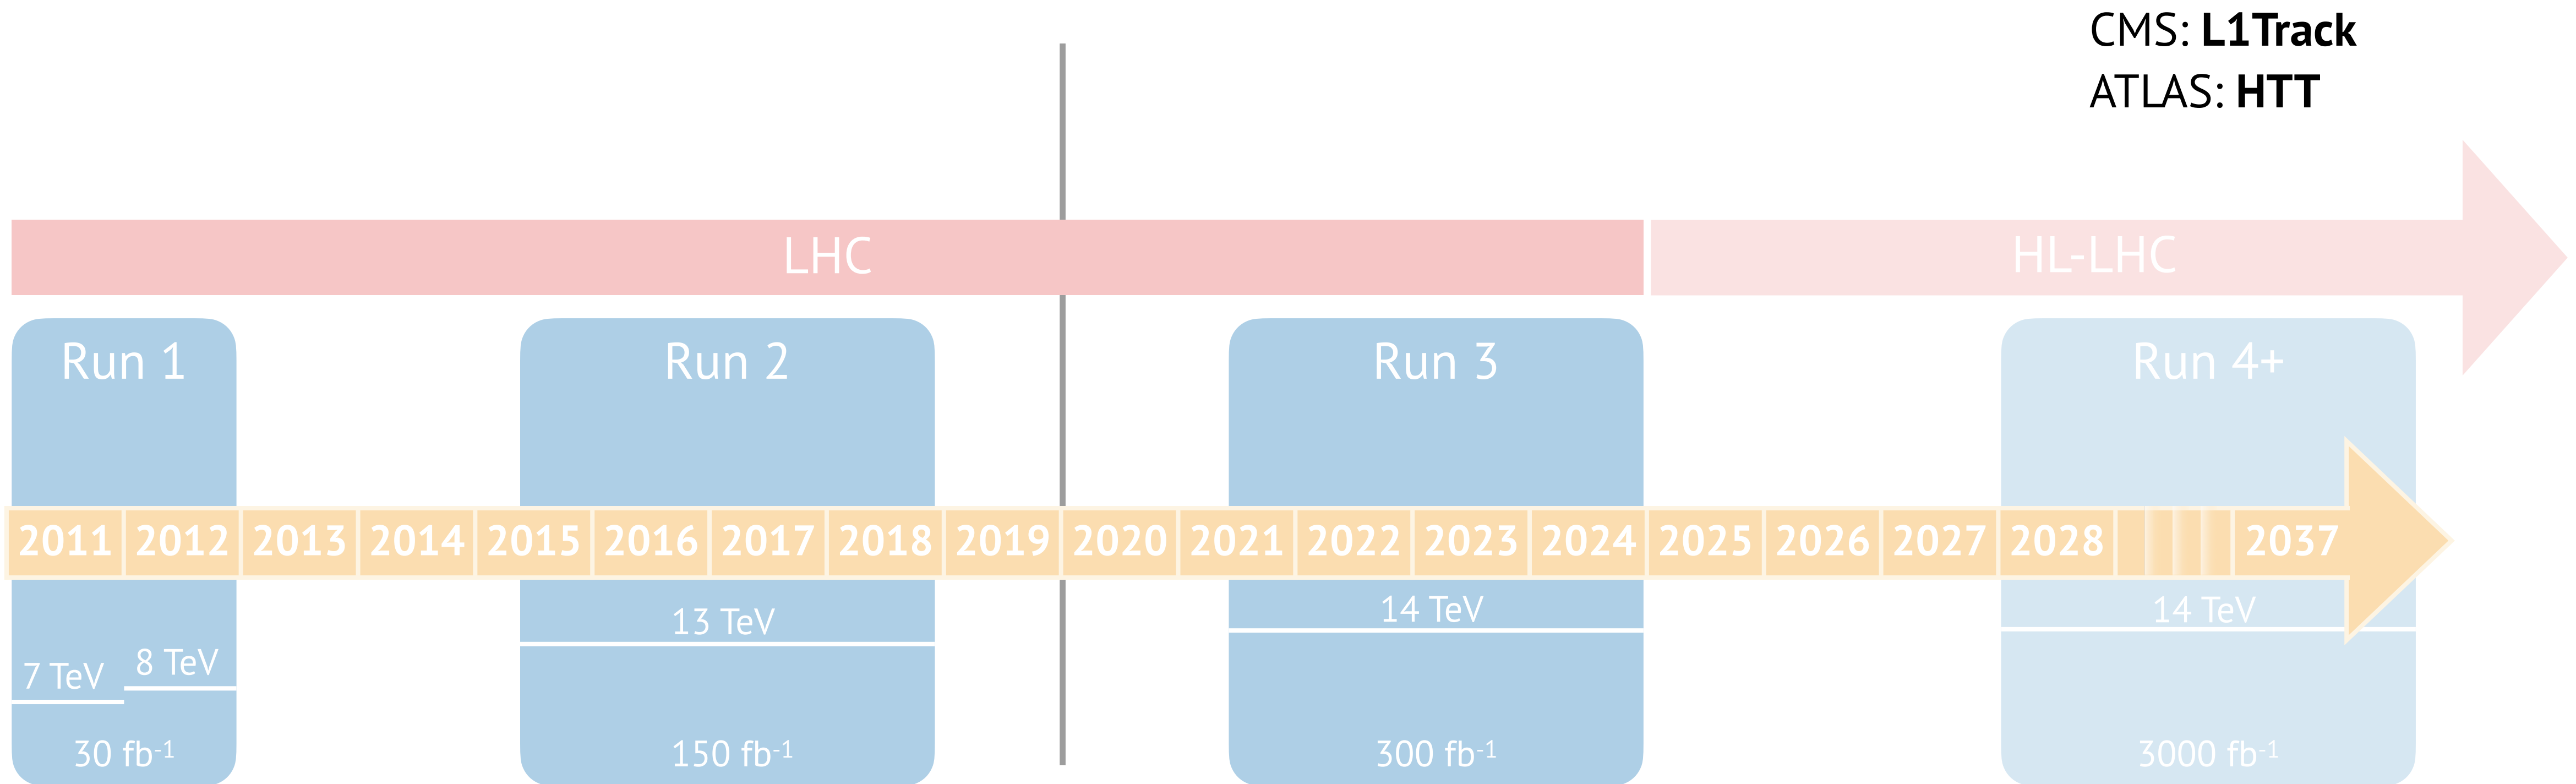 CMS: L1Track
ATLAS: HTT
LHC
HL-LHC
Run 1
Run 2
Run 3
Run 4+
2011 2012 2013 2014 2015 2016 2017 2018 2019 2020 2021 2022 2023 2024 2025 2026 2027 2028 2037
7 TeV
8 TeV
13 TeV
14 TeV
14 TeV
30 fb⁻¹
150 fb⁻¹
300 fb⁻¹
3000 fb⁻¹